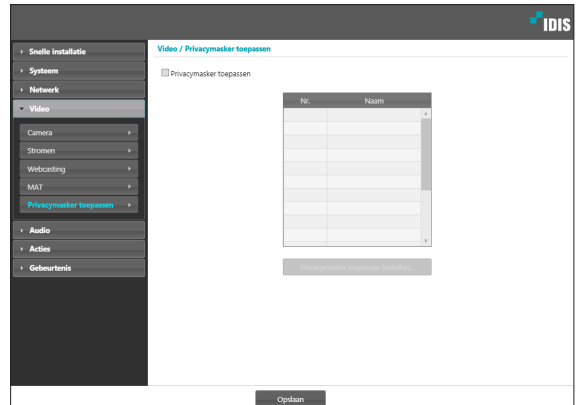 IDIS
Snelle installatie
Systeem
Netwerk
Video
Camera
Stromen
Webcasting
MAT
Privacymasker toepassen
Audio
Acties
Gebeurtenis
Video / Privacymasker toepassen
Privacymasker toepassen
Nr. Naam
Privacymasker toepassen instellen...
Opslaan